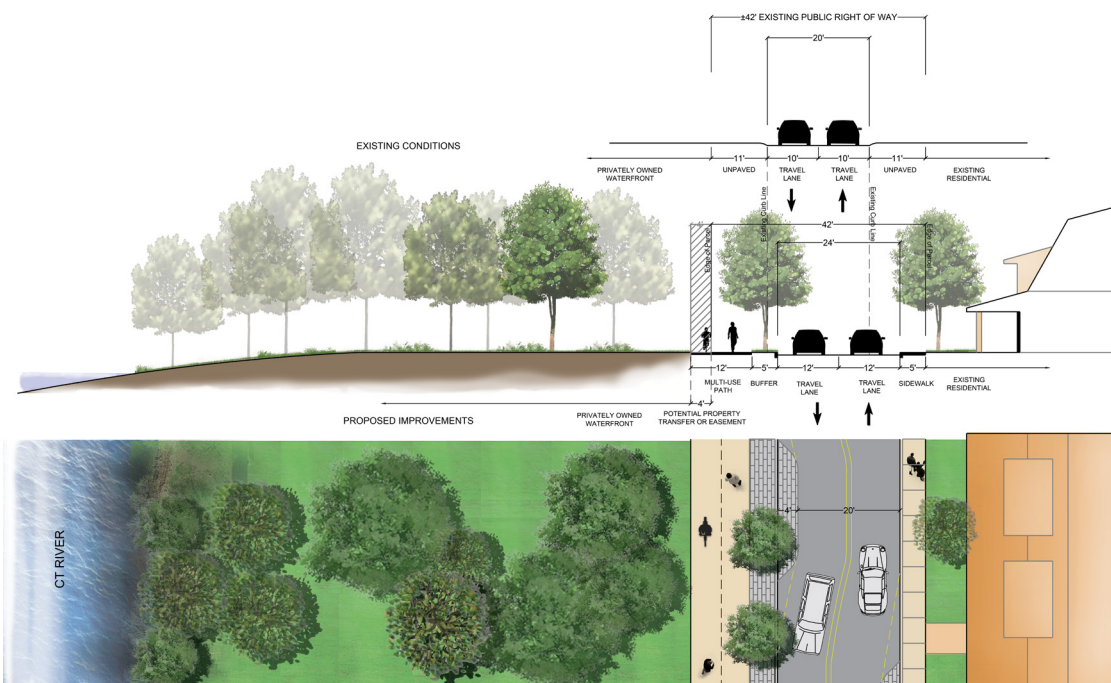 ±42' EXISTING PUBLIC RIGHT OF WAY
20'
EXISTING CONDITIONS
11'
10'
10'
11'
PRIVATELY OWNED
WATERFRONT
UNPAVED
TRAVEL
LANE
TRAVEL
LANE
UNPAVED
EXISTING
RESIDENTIAL
Existing Curb Line
Existing Curb Line
42'
Edge of Parcel
Edge of Parcel
24'
12'
5'
12'
12'
5'
MULTI-USE
PATH
BUFFER
TRAVEL
LANE
TRAVEL
LANE
SIDEWALK
EXISTING
RESIDENTIAL
4'
PROPOSED IMPROVEMENTS
PRIVATELY OWNED
WATERFRONT
POTENTIAL PROPERTY
TRANSFER OR EASEMENT
CT RIVER
4'
20'